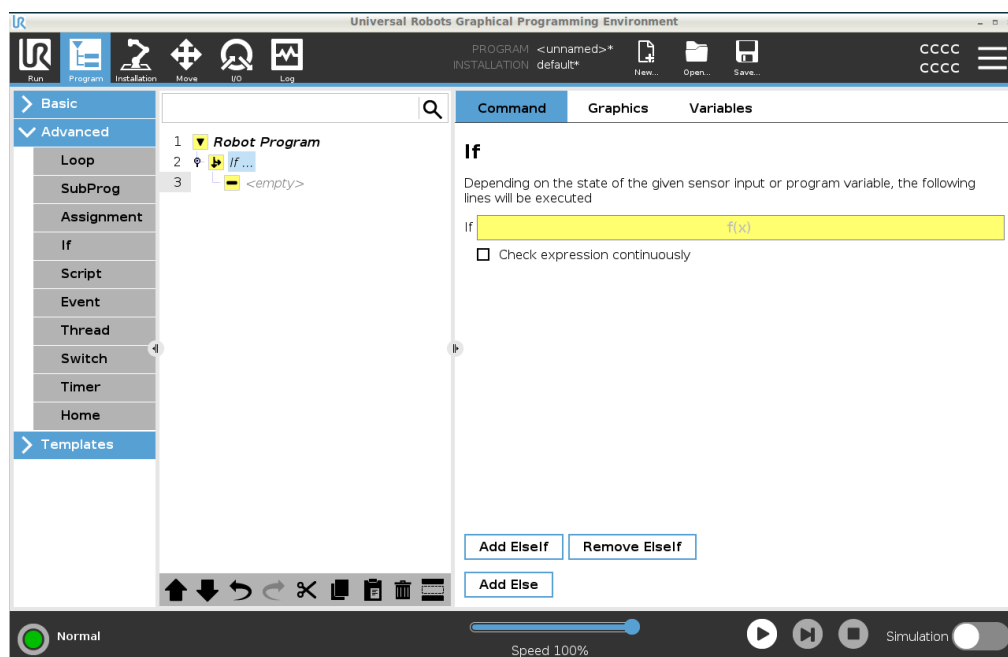 Universal Robots Graphical Programming Environment
Run
Program
Installation
Move
I/O
Log
PROGRAM <unnamed>*
INSTALLATION default*
New...
Open...
Save...
CCCC
CCCC
Basic
Advanced
Loop
SubProg
Assignment
If
Script
Event
Thread
Switch
Timer
Home
Templates
1 Robot Program
2 If ...
3 <empty>
Command
Graphics
Variables
If
Depending on the state of the given sensor input or program variable, the following
lines will be executed
If f(x)
Check expression continuously
Add ElseIf
Remove ElseIf
Add Else
Normal
Speed 100%
Simulation